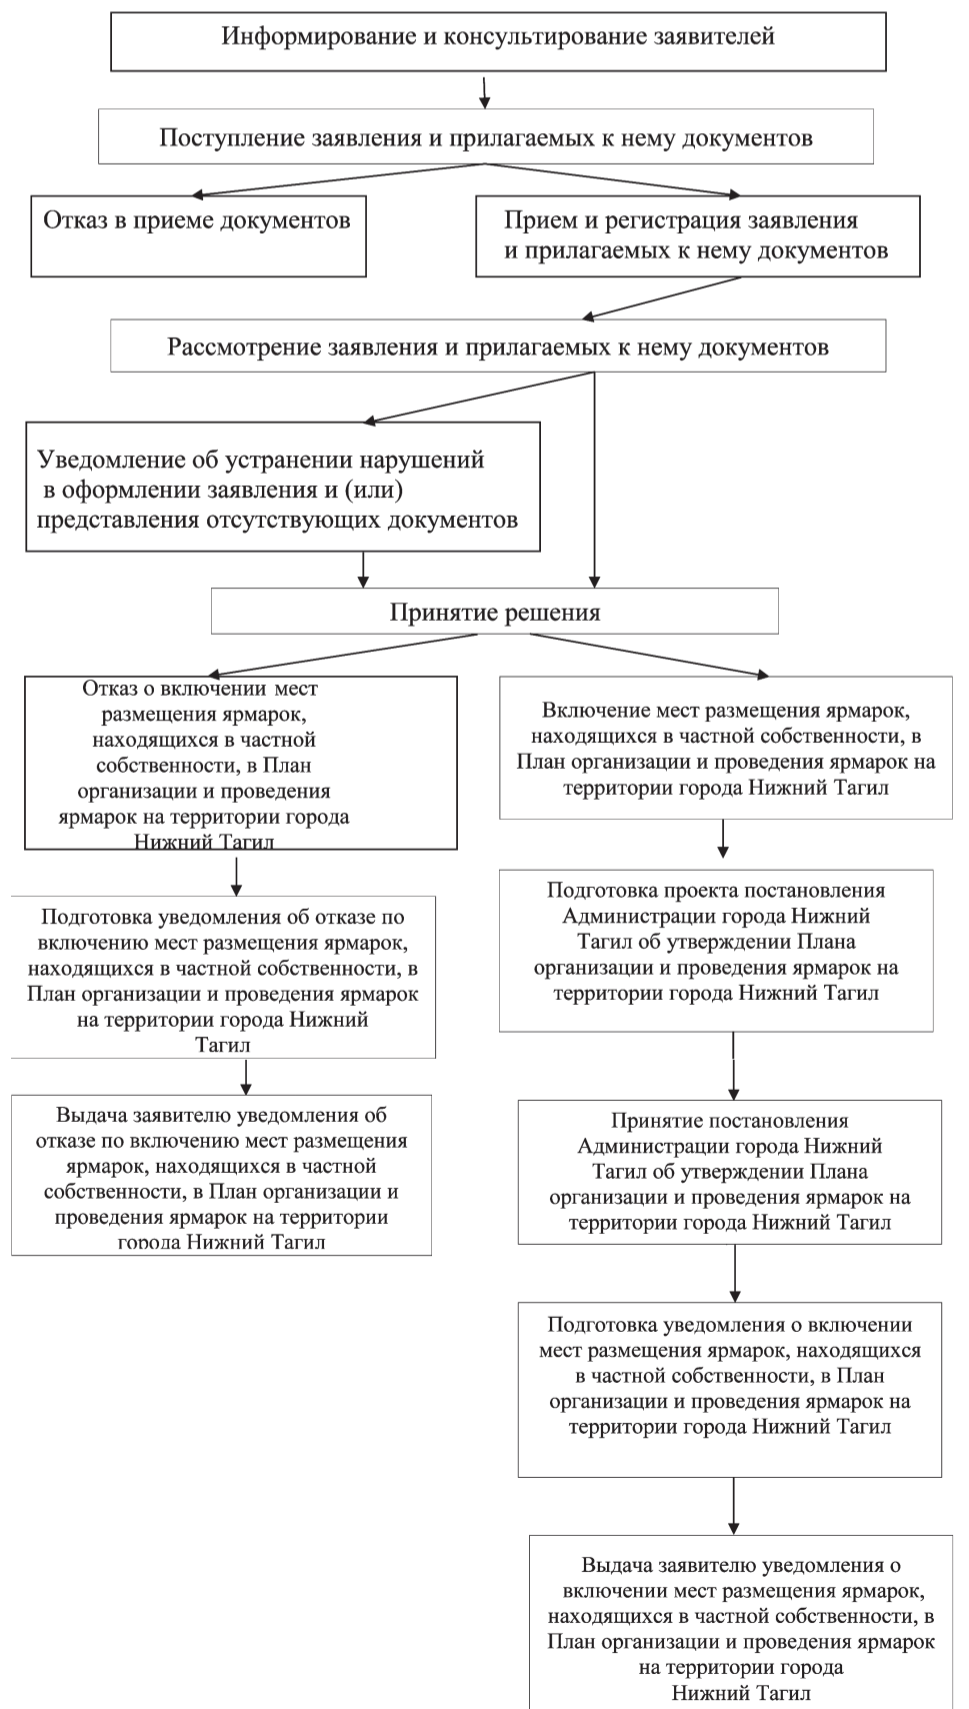 Информирование и консультирование заявителей
Поступление заявления и прилагаемых к нему документов
Отказ в приеме документов
Прием и регистрация заявления
и прилагаемых к нему документов
Рассмотрение заявления и прилагаемых к нему документов
Уведомление об устранении нарушений
в оформлении заявления и (или)
представления отсутствующих документов
Принятие решения
Отказ о включении мест
размещения ярмарок,
находящихся в частной
собственности, в План
организации и проведения
ярмарок на территории города
Нижний Тагил
Включение мест размещения ярмарок,
находящихся в частной собственности, в
План организации и проведения ярмарок на
территории города Нижний Тагил
Подготовка уведомления об отказе по
включению мест размещения ярмарок,
находящихся в частной собственности, в
План организации и проведения ярмарок
на территории города Нижний
Тагил
Подготовка проекта постановления
Администрации города Нижний
Тагил об утверждении Плана
организации и проведения ярмарок на
территории города Нижний Тагил
Выдача заявителю уведомления об
отказе по включению мест размещения
ярмарок, находящихся в частной
собственности, в План организации и
проведения ярмарок на территории
города Нижний Тагил
Принятие постановления
Администрации города Нижний
Тагил об утверждении Плана
организации и проведения ярмарок на
территории города Нижний Тагил
Подготовка уведомления о включении
мест размещения ярмарок, находящихся
в частной собственности, в План
организации и проведения ярмарок на
территории города Нижний Тагил
Выдача заявителю уведомления о
включении мест размещения ярмарок,
находящихся в частной собственности, в
План организации и проведения ярмарок
на территории города
Нижний Тагил